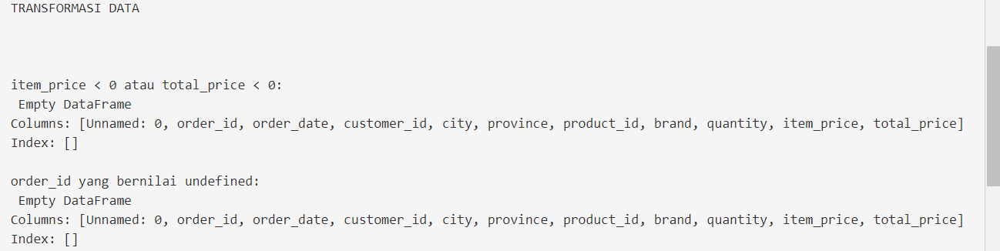 TRANSFORMASI DATA
item_price < 0 atau total_price < 0:
Empty DataFrame
Columns: [Unnamed: 0, order_id, order_date, customer_id, city, province, product_id, brand, quantity, item_price, total_price]
Index: []
order_id yang bernilai undefined:
Empty DataFrame
Columns: [Unnamed: 0, order_id, order_date, customer_id, city, province, product_id, brand, quantity, item_price, total_price]
Index: []